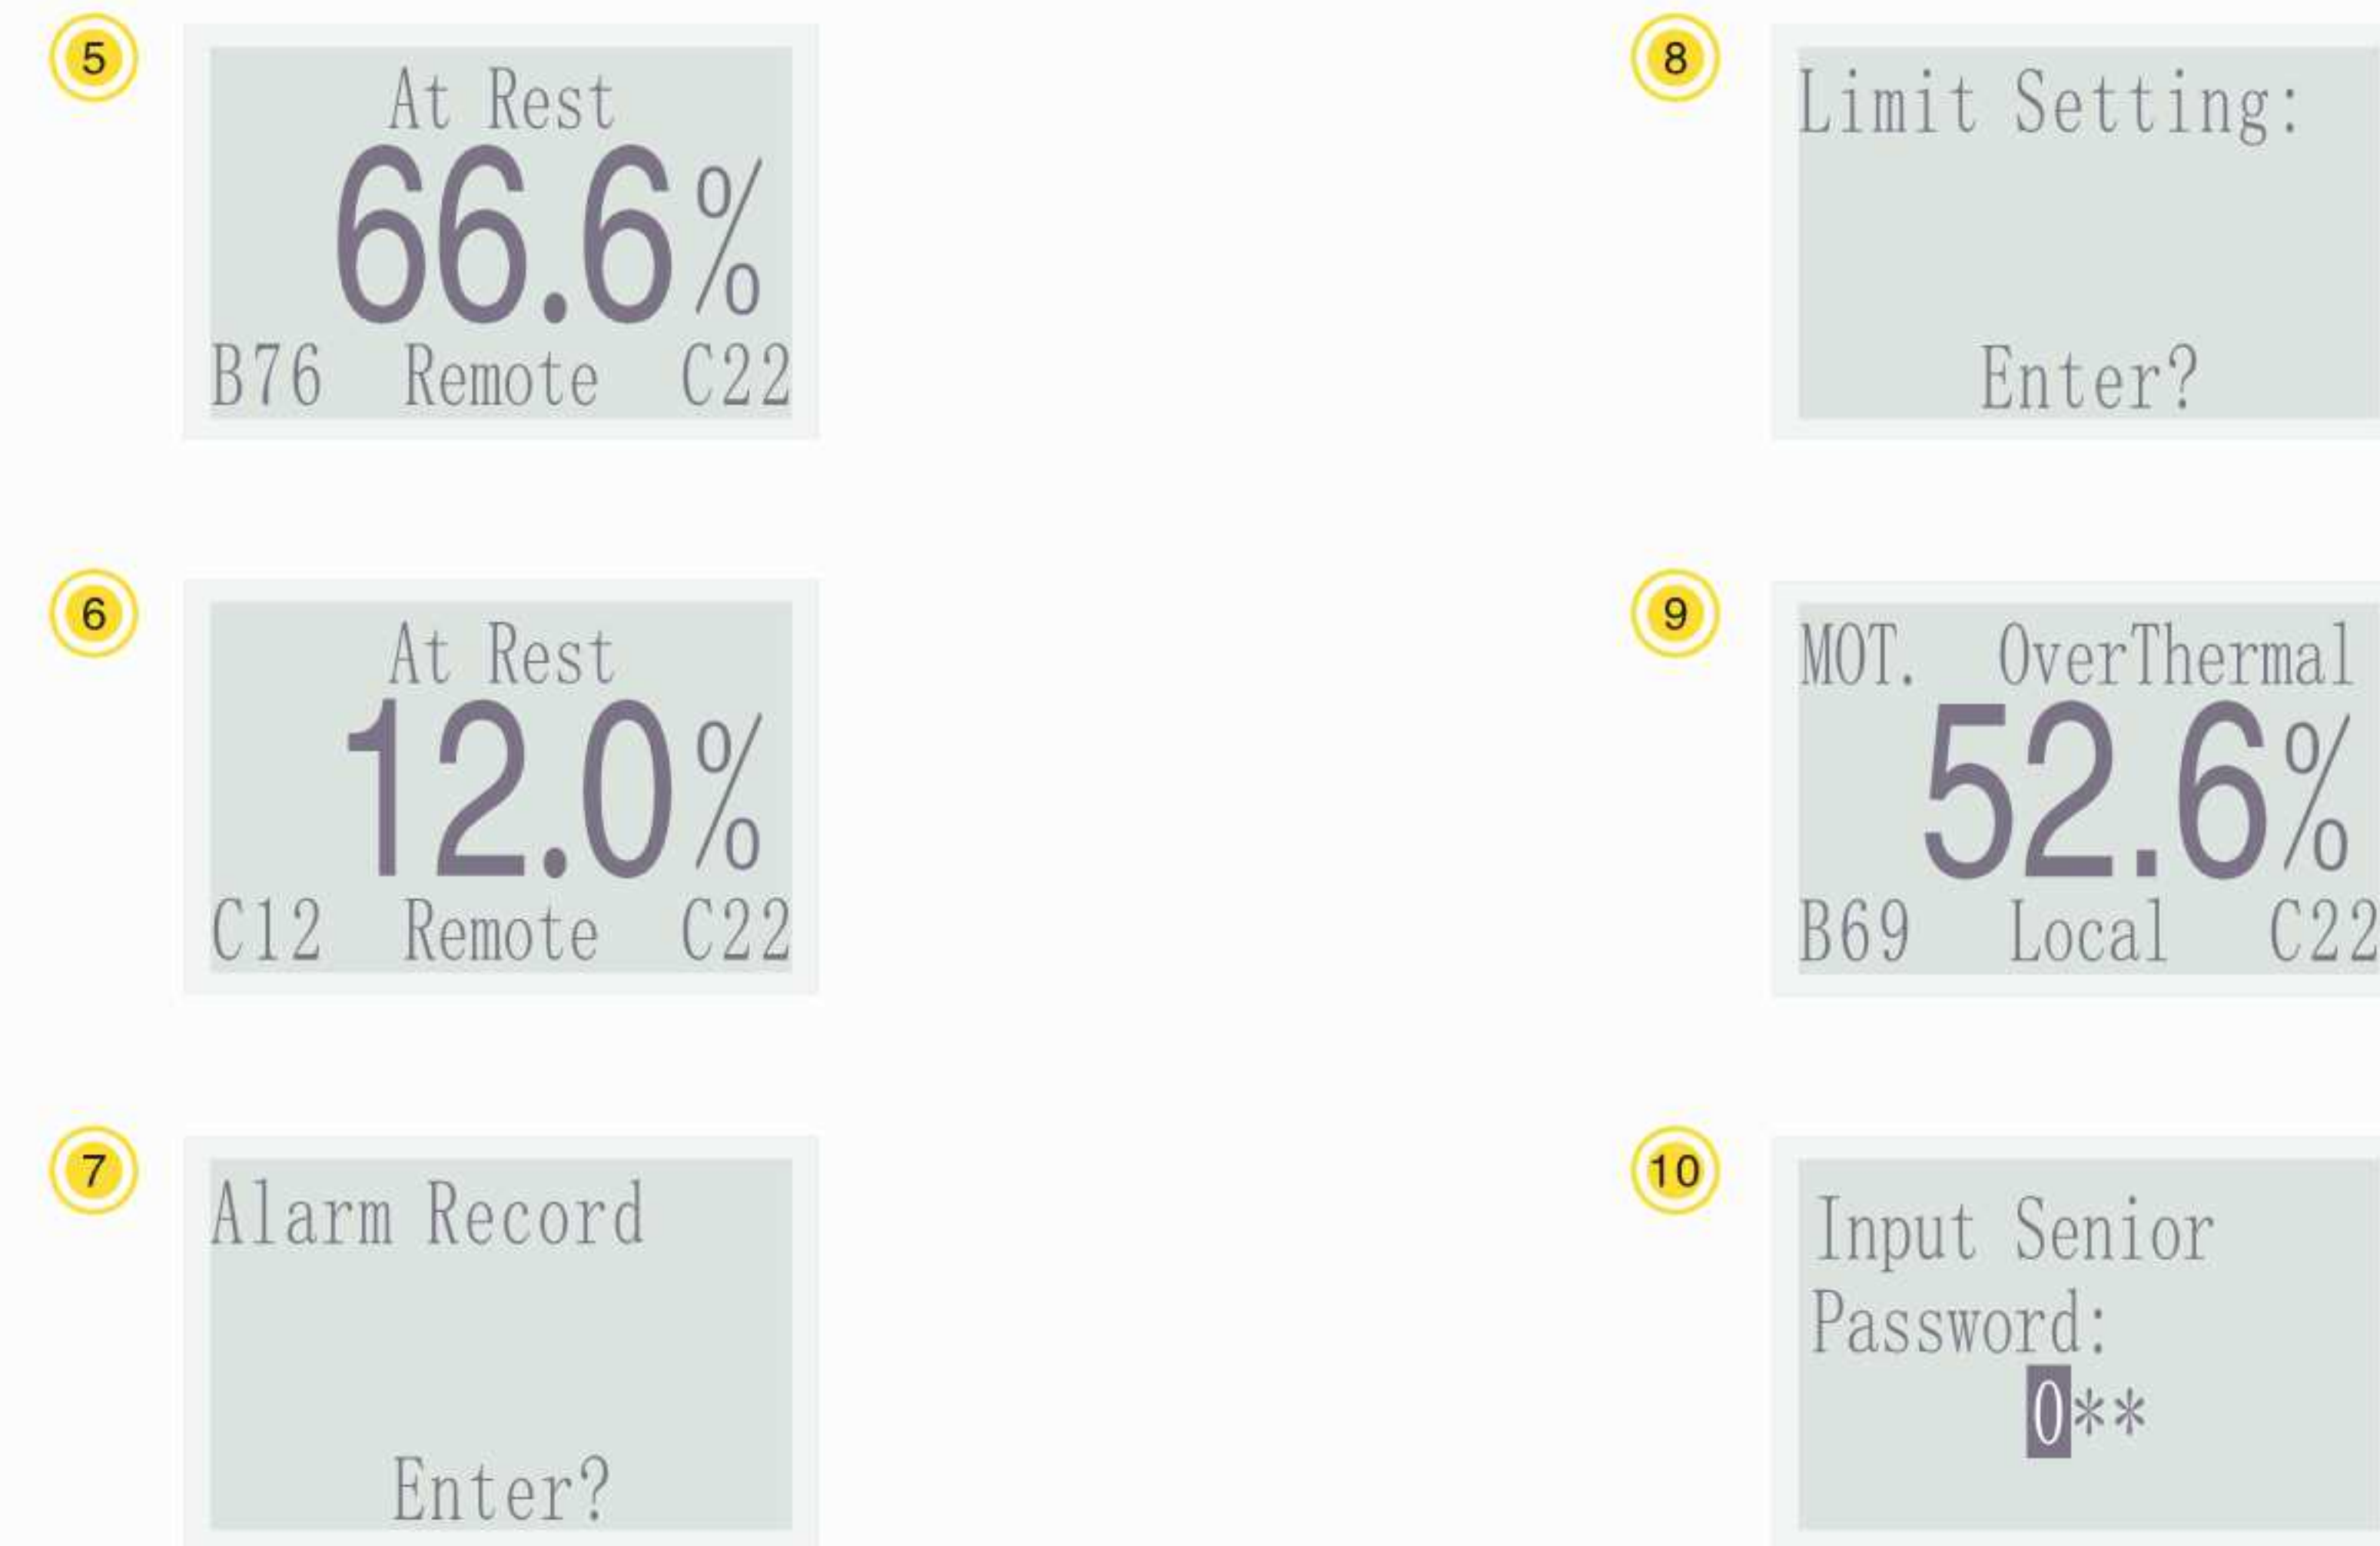 5
At Rest
66.6%
B76 Remote C22
6
At Rest
12.0%
C12 Remote C22
7
Alarm Record
Enter?
8
Limit Setting:
Enter?
9
MOT. OverThermal
52.6%
B69 Local C22
10
Input Senior
Password:
0**